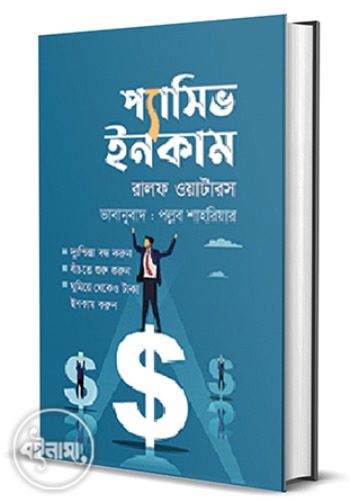 প্যাসিভ
ইনকাম
রালফ ওয়াটারস
ভাবানুবাদ : পল্লব শাহরিয়ার
দুঃশ্চিন্তা বন্ধ করুন
বাঁচতে শুরু করুন
ঘুমিয়ে থেকেও টাকা
ইনকাম করুন
$
$
$
বইনামা